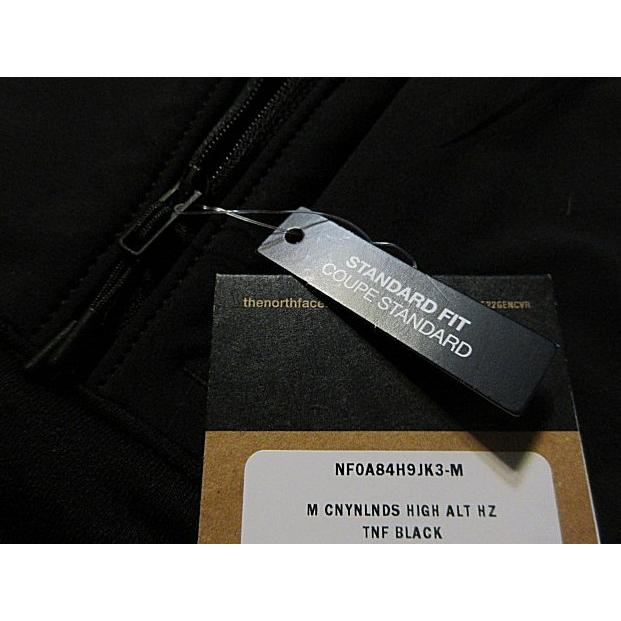 STANDARD FIT
COUPE STANDARD
thenorthface.
NF0A84H9JK3-M
M CNYNLNDS HIGH ALT HZ
TNF BLACK